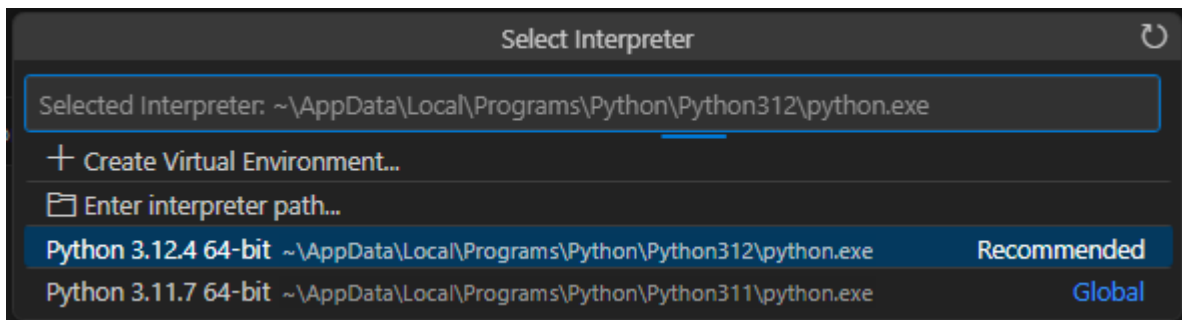 Select Interpreter
Selected Interpreter: ~\AppData\Local\Programs\Python\Python312\python.exe
Create Virtual Environment...
Enter interpreter path...
Python 3.12.4 64-bit ~\AppData\Local\Programs\Python\Python312\python.exe Recommended
Python 3.11.7 64-bit ~\AppData\Local\Programs\Python\Python311\python.exe Global